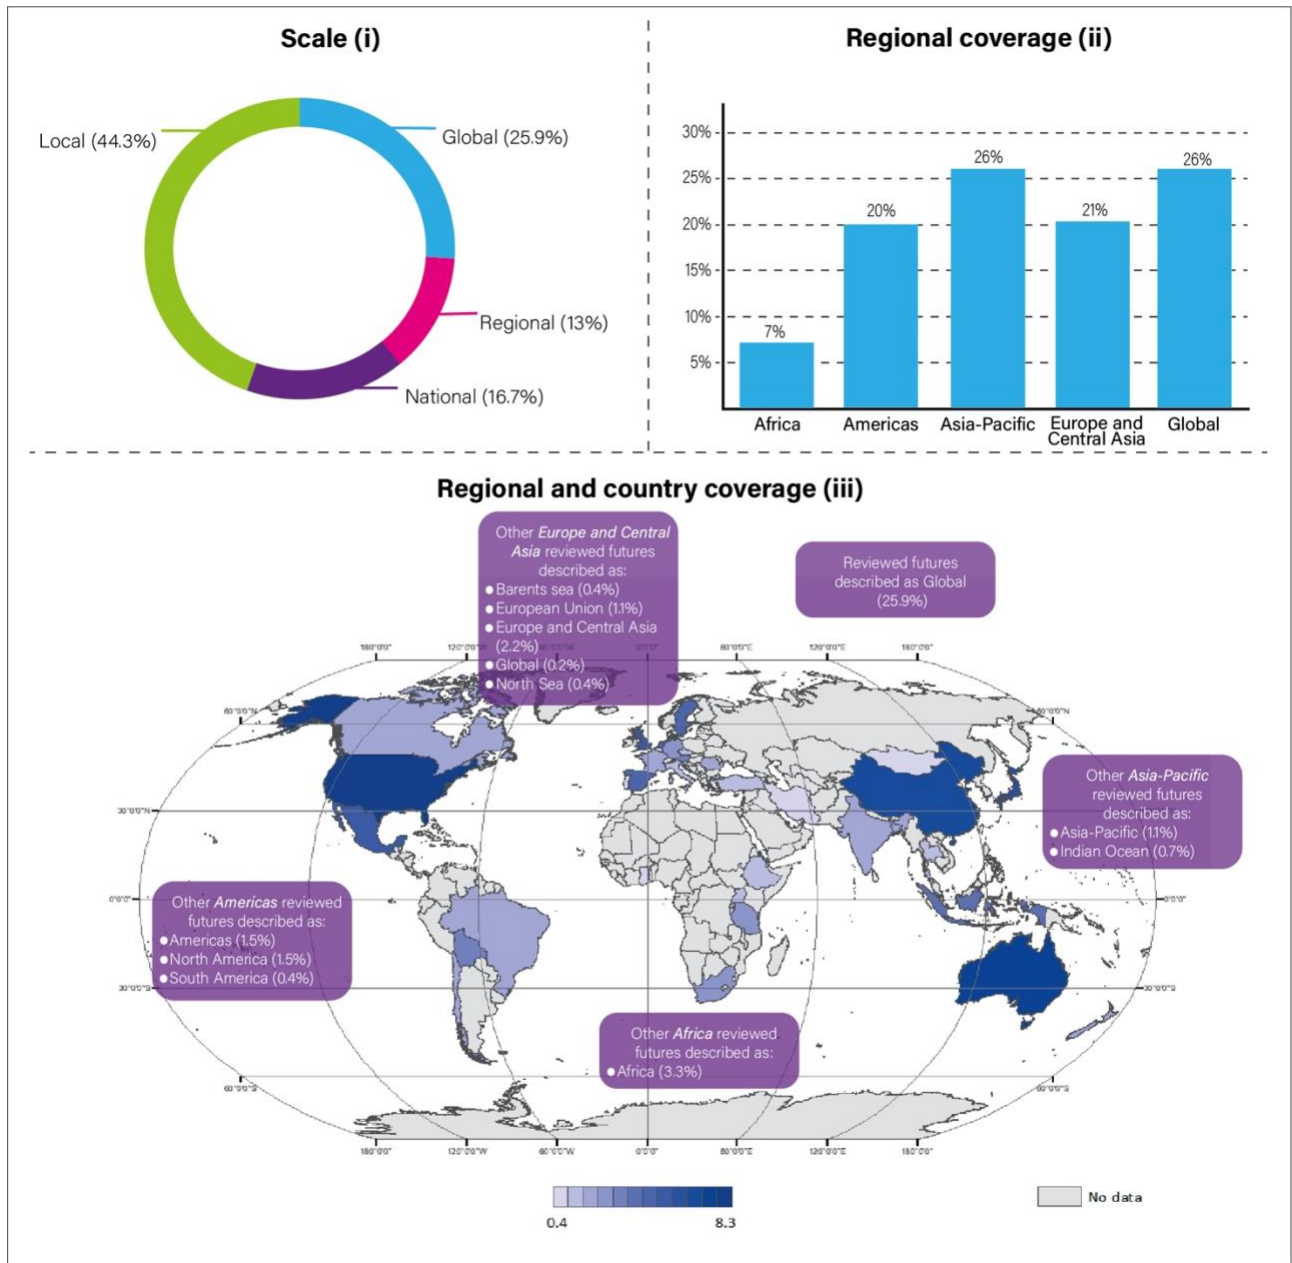 Scale (i)
Local (44.3%)
Global (25.9%)
Regional (13%)
National (16.7%)
Regional coverage (ii)
30%
25%
20%
15%
10%
5%
7%
20%
26%
21%
26%
Africa
Americas
Asia-Pacific
Europe and
Central Asia
Global
Regional and country coverage (iii)
Other Europe and Central
Asia reviewed futures
described as:
Barents sea (0.4%)
European Union (1.1%)
Europe and Central Asia
(2.2%)
Global (0.2%)
North Sea (0.4%)
Reviewed futures
described as Global
(25.9%)
Other Asia-Pacific
reviewed futures
described as:
Asia-Pacific (1.1%)
Indian Ocean (0.7%)
Other Americas reviewed
futures described as:
Americas (1.5%)
North America (1.5%)
South America (0.4%)
Other Africa reviewed
futures described as:
Africa (3.3%)
0.4
8.3
No data